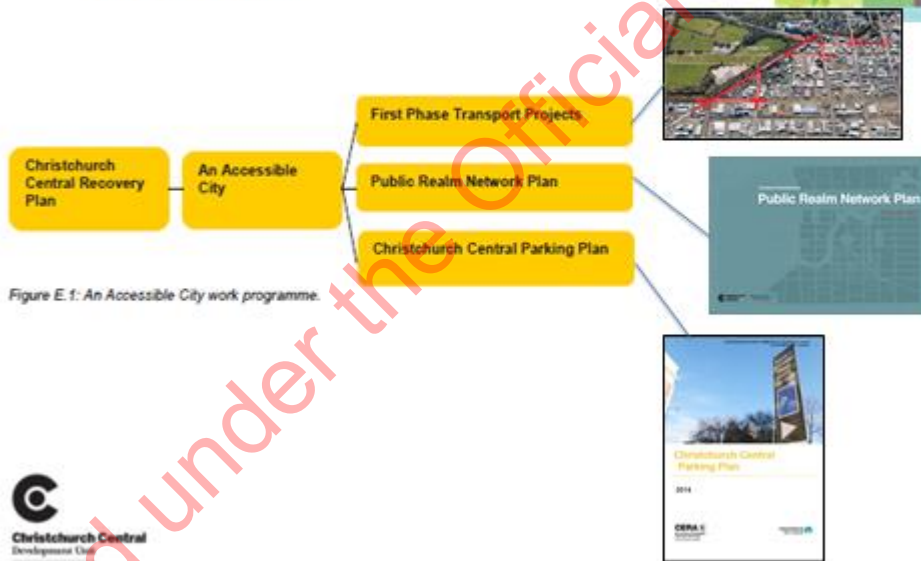 First Phase Transport Projects
Christchurch
Central Recovery
Plan
An Accessible
City
Public Realm Network Plan
Christchurch Central Parking Plan
Figure E.1: An Accessible City work programme.
Public Realm Network Plan
Christchurch Central
Parking Plan
2014
CERA
Christchurch Central
Development Unit
d under the Official